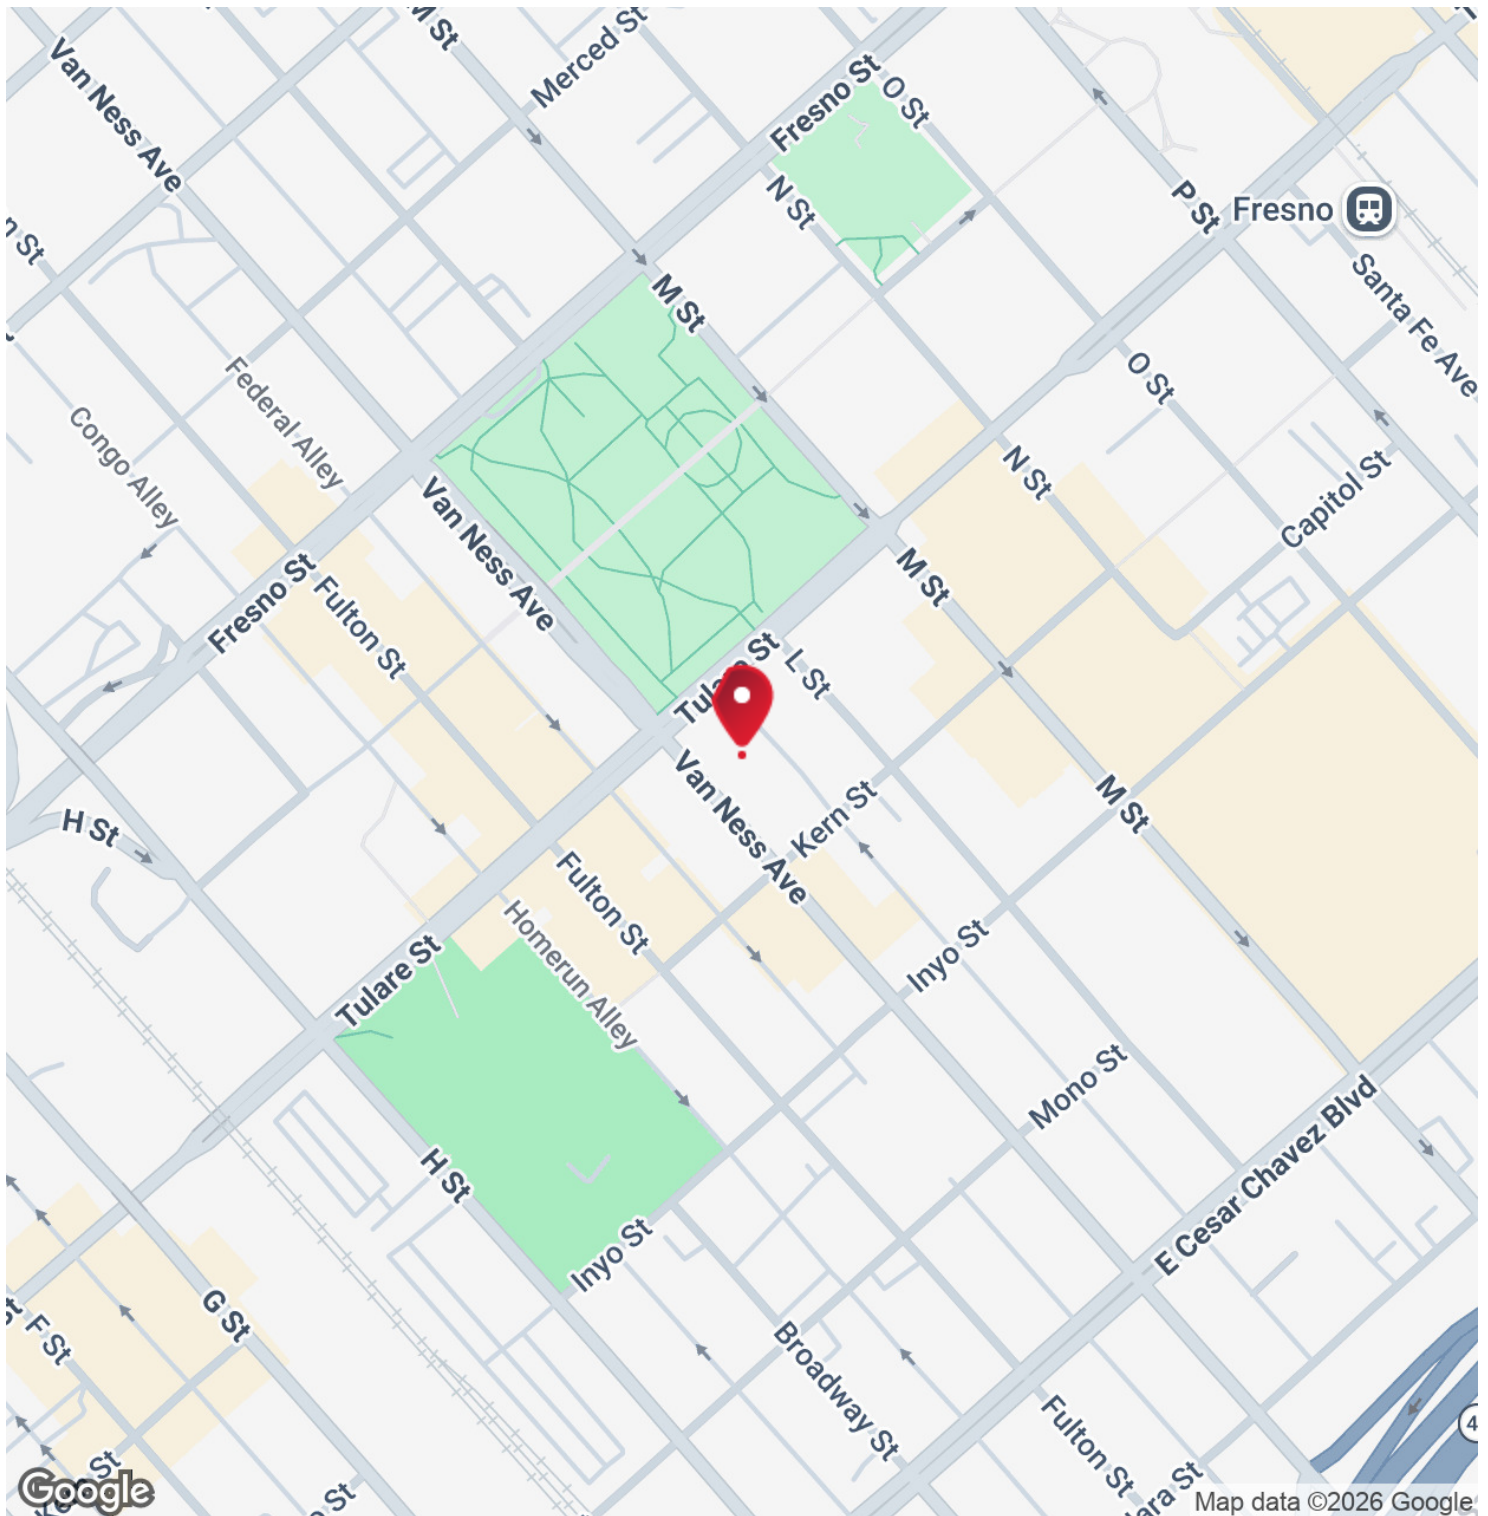 M St
Merced St
Van Ness Ave
Fresno St
O St
N St
P St
Fresno
Santa Fe Ave
M St
O St
Federal Alley
Congo Alley
Van Ness Ave
N St
Capitol St
Fresno St
Fulton St
M St
Tulare St
L St
H St
Van Ness Ave
Kern St
M St
Fulton St
Homerun Alley
Tulare St
Inyo St
Mono St
H St
E Cesar Chavez Blvd
Inyo St
G St
F St
Broadway St
Fulton St
4
Google
Map data ©2026 Google